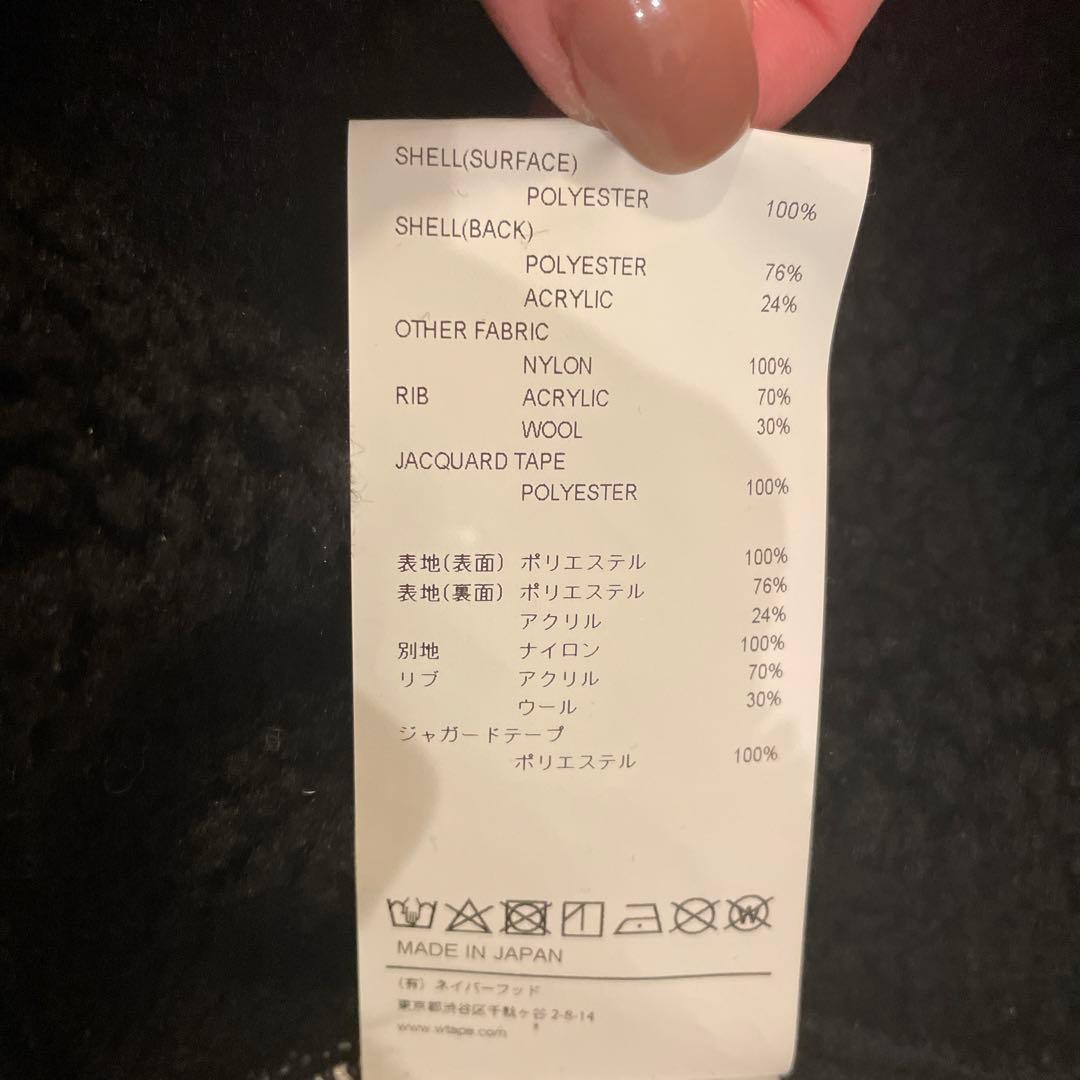 SHELL(SURFACE)
POLYESTER 100%
SHELL(BACK)
POLYESTER 76%
ACRYLIC 24%
OTHER FABRIC
NYLON 100%
RIB ACRYLIC 70%
WOOL 30%
JACQUARD TAPE
POLYESTER 100%
表地(表面) ポリエステル 100%
表地(裏面) ポリエステル 76%
アクリル 24%
別地 ナイロン 100%
リブ アクリル 70%
ウール 30%
ジャガードテープ
ポリエステル 100%
W
MADE IN JAPAN
(有) ネイバーフッド
東京都渋谷区千駄ヶ谷 2-8-14
www.wtaps.com